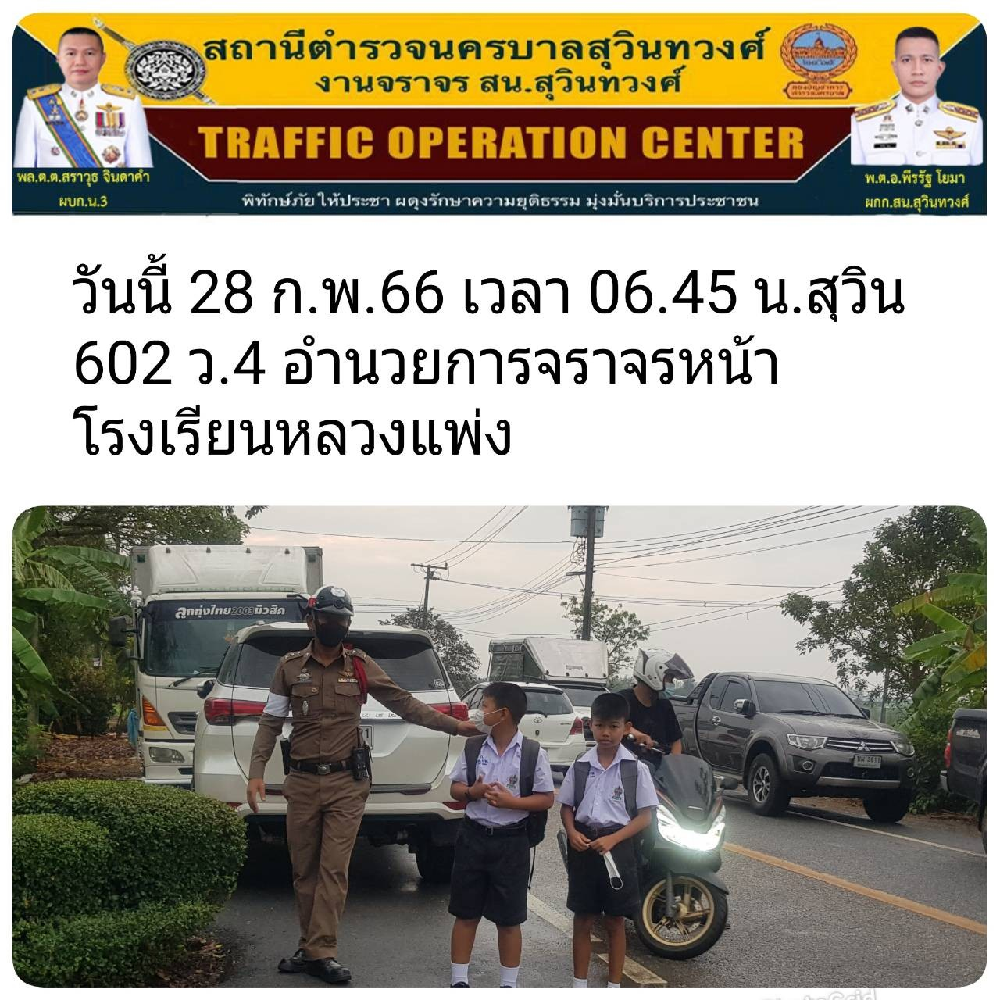 สถานีตำรวจนครบาลสุวินทวงศ์
งานจราจร สน.สุวินทวงศ์
TRAFFIC OPERATION CENTER
พล.ต.ต.สราวุธ จินดาคำ
ผบก.น.3
พิทักษ์ภัยให้ประชา ผดุงรักษาความยุติธรรม มุ่งมั่นบริการประชาชน
พ.ต.อ.พีรรัฐ โยมา
ผกก.สน.สุวินทวงศ์
วันนี้ 28 ก.พ.66 เวลา 06.45 น.สุวิน
602 ว.4 อำนวยการจราจรหน้า
โรงเรียนหลวงแพ่ง
ลูกทุ่งไทย2003มิวสิค